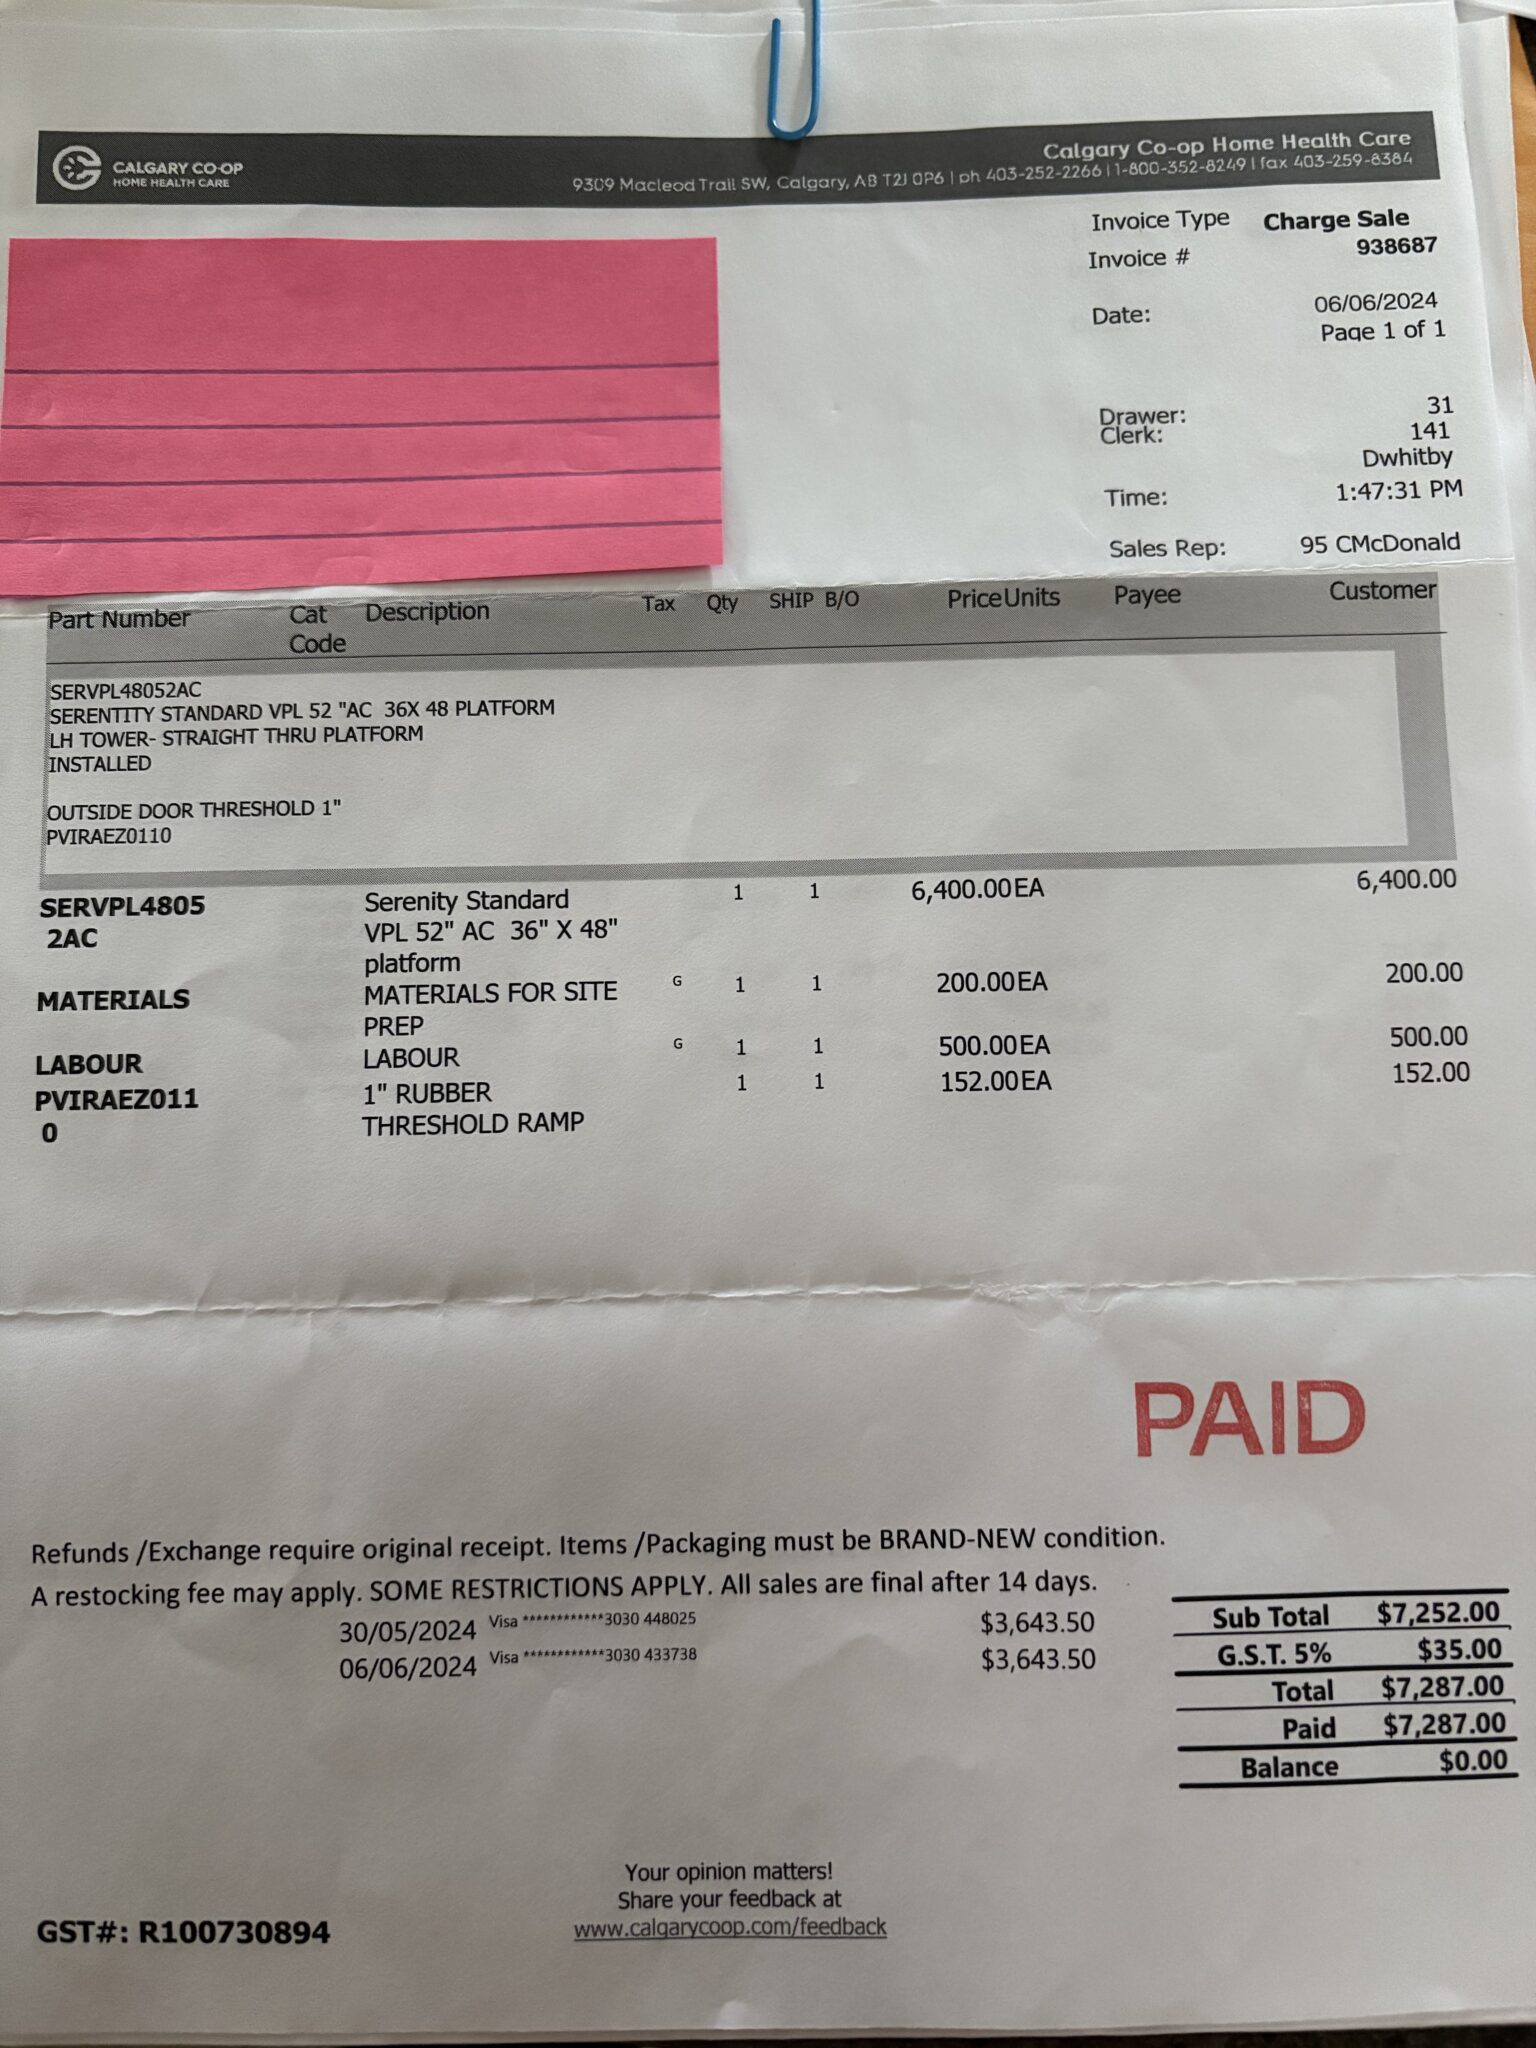 CALGARY CO-OP
HOME HEALTH CARE
Calgary Co-op Home Health Care
9309 Macleod Trail SW, Calgary, AB T2J 0P6 | ph 403-252-2266 | 1-800-352-8249 | fax 403-259-8384
Invoice Type Charge Sale
Invoice # 938687
Date: 06/06/2024
Page 1 of 1
Drawer: 31
Clerk: 141
Dwhitby
Time: 1:47:31 PM
Sales Rep: 95 CMcDonald
Part Number Cat Description Tax Qty SHIP B/O Price Units Payee Customer
Code
SERVPL48052AC
SERENTITY STANDARD VPL 52 "AC 36X 48 PLATFORM
LH TOWER- STRAIGHT THRU PLATFORM
INSTALLED
OUTSIDE DOOR THRESHOLD 1"
PVIRAEZ0110
SERVPL4805 Serenity Standard 1 1 6,400.00 EA 6,400.00
2AC VPL 52" AC 36" X 48"
platform
MATERIALS MATERIALS FOR SITE G 1 1 200.00 EA 200.00
PREP
LABOUR LABOUR G 1 1 500.00 EA 500.00
PVIRAEZ011 1" RUBBER 1 1 152.00 EA 152.00
0 THRESHOLD RAMP
PAID
Refunds /Exchange require original receipt. Items /Packaging must be BRAND-NEW condition.
A restocking fee may apply. SOME RESTRICTIONS APPLY. All sales are final after 14 days.
30/05/2024 Visa ************3030 448025 $3,643.50
06/06/2024 Visa ************3030 433738 $3,643.50
Sub Total $7,252.00
G.S.T. 5% $35.00
Total $7,287.00
Paid $7,287.00
Balance $0.00
Your opinion matters!
Share your feedback at
www.calgarycoop.com/feedback
GST#: R100730894